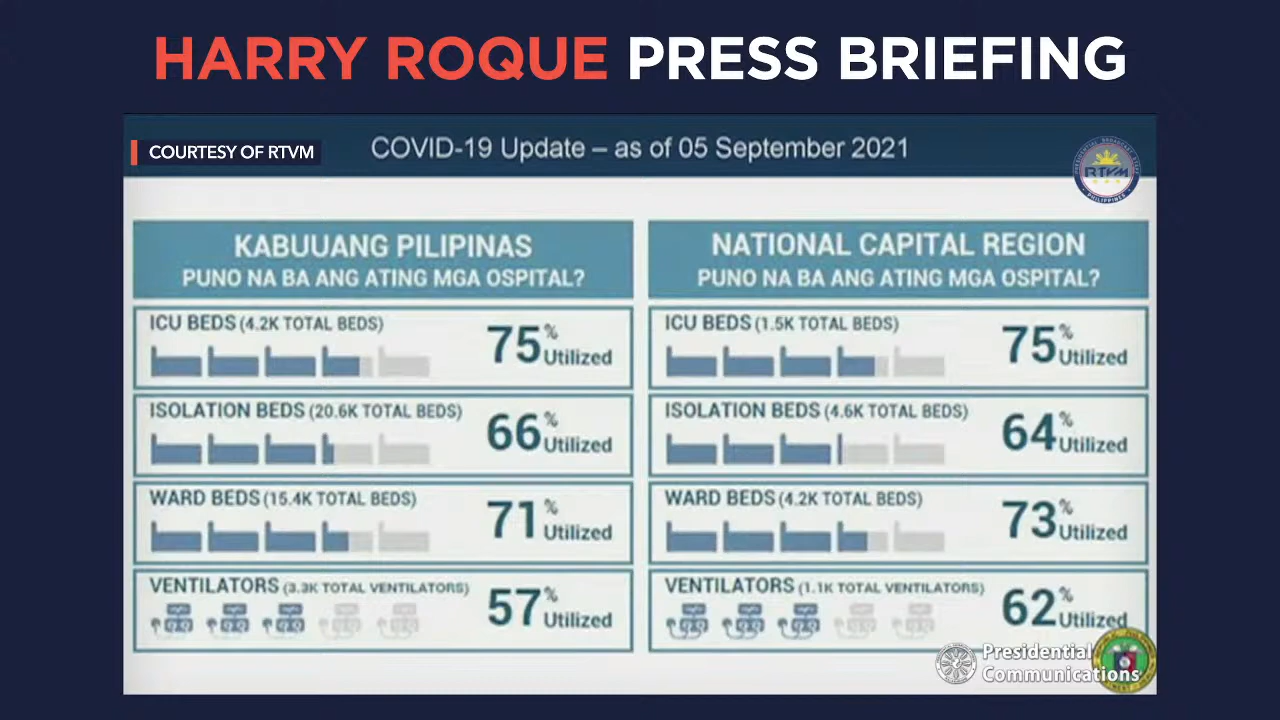 HARRY ROQUE PRESS BRIEFING
COURTESY OF RTVM
COVID-19 Update – as of 05 September 2021
RTVM
PHILIPPINES
KABUUANG PILIPINAS
PUNO NA BA ANG ATING MGA OSPITAL?
ICU BEDS (4.2K TOTAL BEDS)
75% Utilized
ISOLATION BEDS (20.6K TOTAL BEDS)
66% Utilized
WARD BEDS (15.4K TOTAL BEDS)
71% Utilized
VENTILATORS (3.3K TOTAL VENTILATORS)
57% Utilized
NATIONAL CAPITAL REGION
PUNO NA BA ANG ATING MGA OSPITAL?
ICU BEDS (1.5K TOTAL BEDS)
75% Utilized
ISOLATION BEDS (4.6K TOTAL BEDS)
64% Utilized
WARD BEDS (4.2K TOTAL BEDS)
73% Utilized
VENTILATORS (1.1K TOTAL VENTILATORS)
62% Utilized
Presidential
Communications